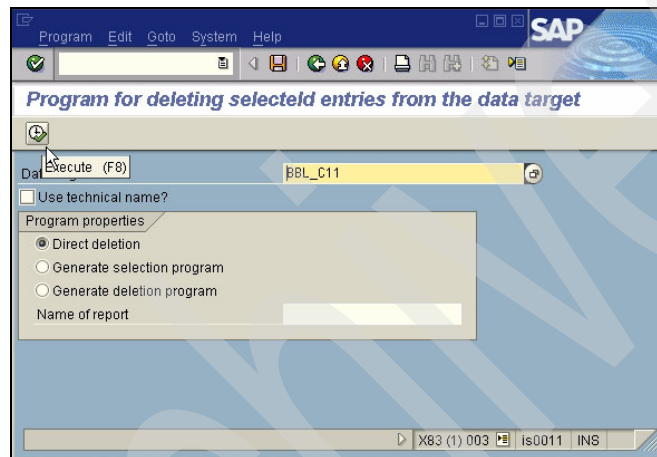 Program Edit Goto System Help
SAP
Program for deleting selecteld entries from the data target
Execute (F8)
Dat
BBL_C11
Use technical name?
Program properties
Direct deletion
Generate selection program
Generate deletion program
Name of report
X83 (1) 003 is0011 INS